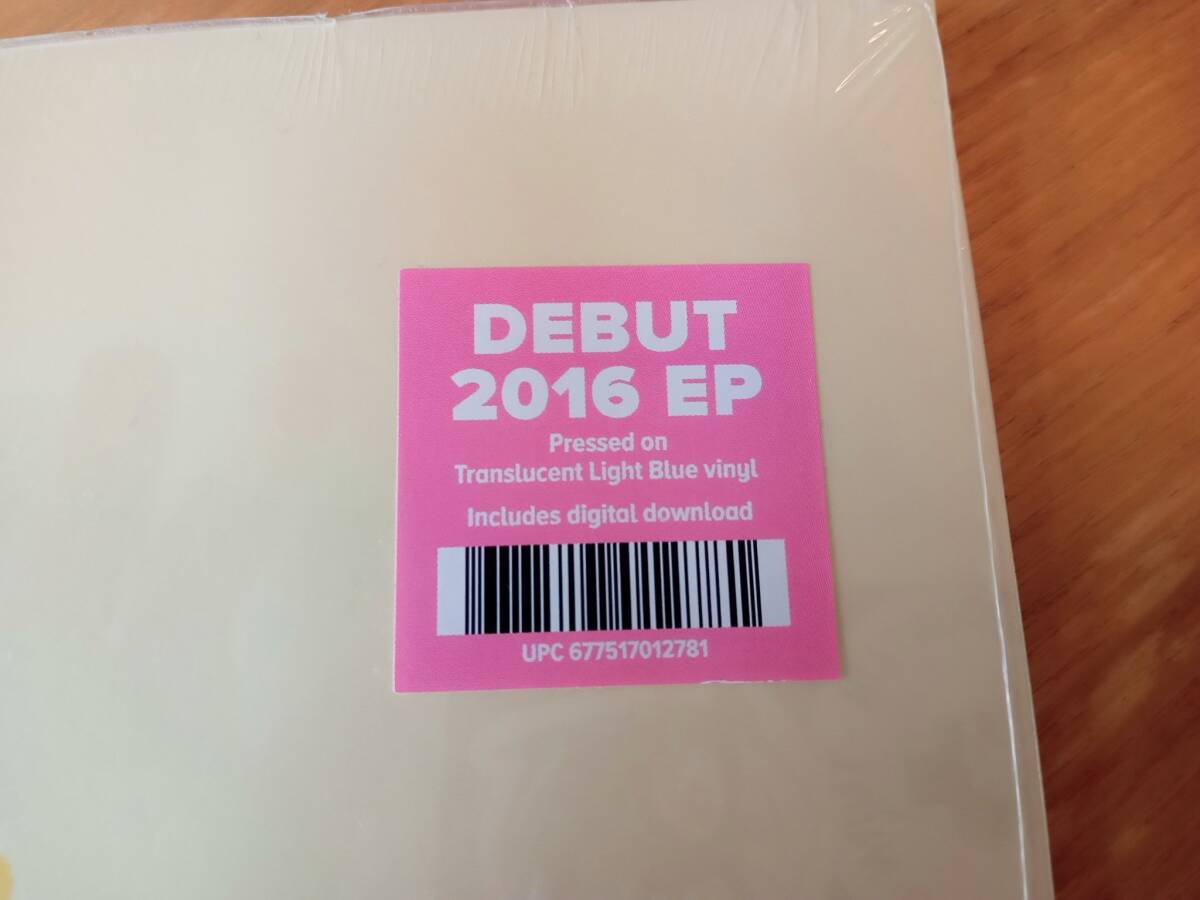 DEBUT
2016 EP
Pressed on
Translucent Light Blue vinyl
Includes digital download
UPC 677517012781